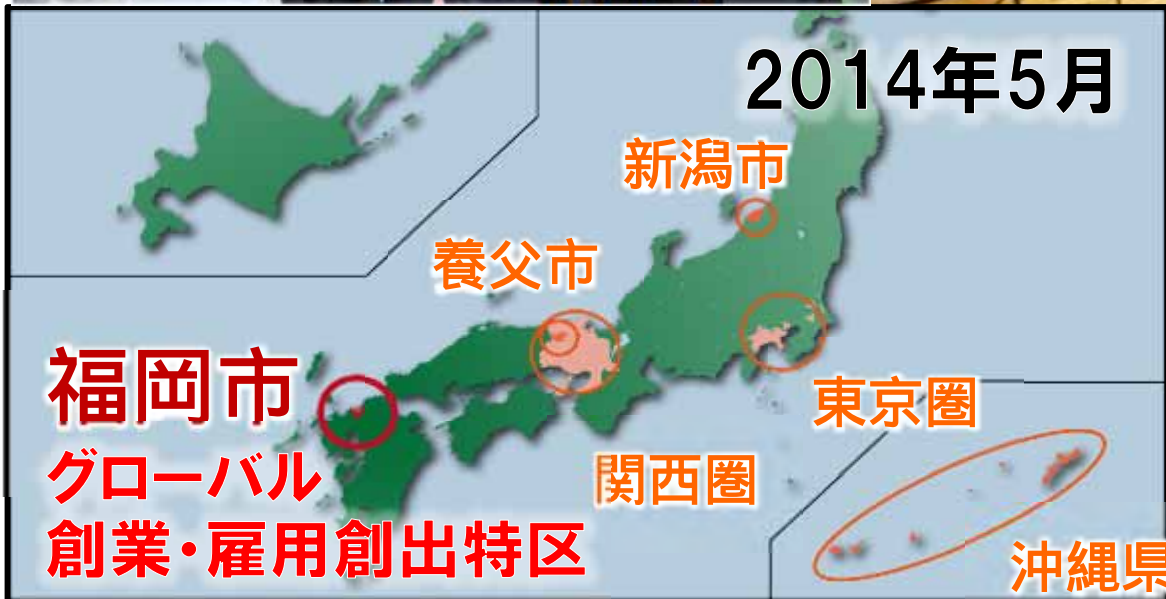 2014年5月
新潟市
養父市
福岡市
東京圏
グローバル
関西圏
創業・雇用創出特区
沖縄県